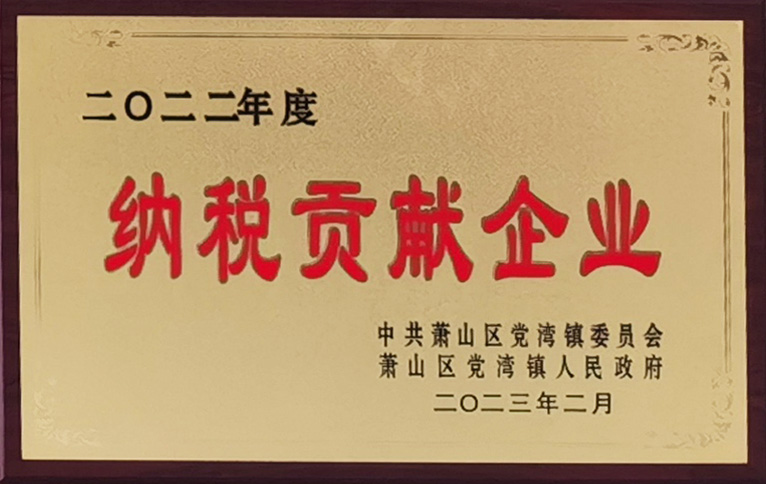 二〇二二年度
纳税贡献企业
中共萧山区党湾镇委员会
萧山区党湾镇人民政府
二〇二三年二月